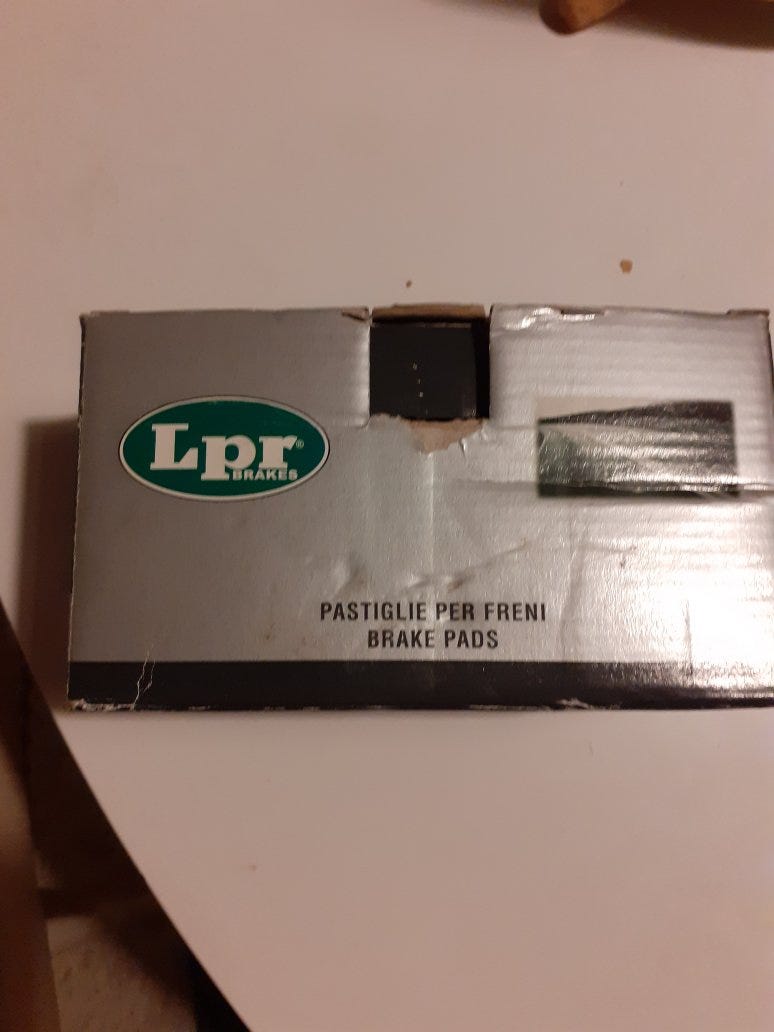 Lpr®
BRAKES
PASTIGLIE PER FRENI
BRAKE PADS